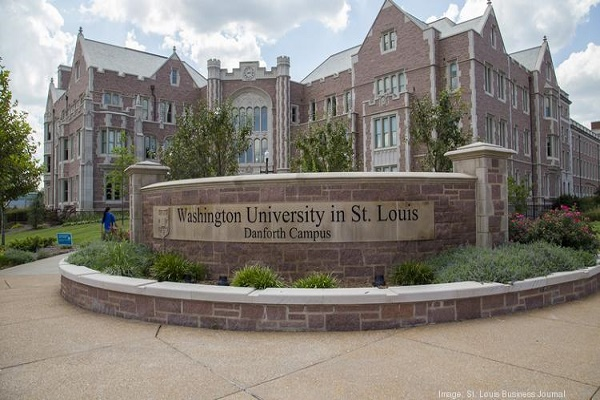 Washington University in St. Louis
Danforth Campus
Image: St. Louis Business Journal